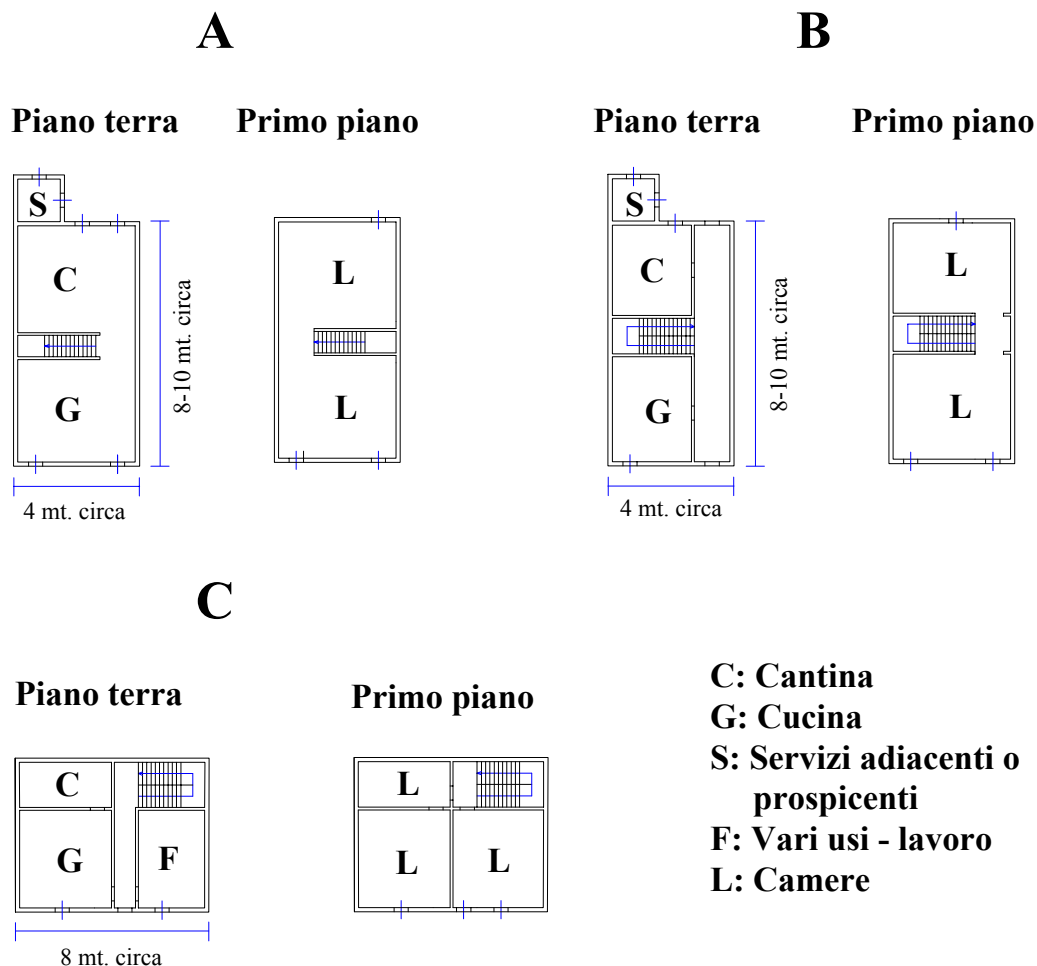 A
B
Piano terra
Primo piano
Piano terra
Primo piano
S
C
G
L
L
8-10 mt. circa
4 mt. circa
S
C
G
L
L
8-10 mt. circa
4 mt. circa
C
Piano terra
Primo piano
C
G
F
L
L
L
8 mt. circa
C: Cantina
G: Cucina
S: Servizi adiacenti o
prospicenti
F: Vari usi - lavoro
L: Camere